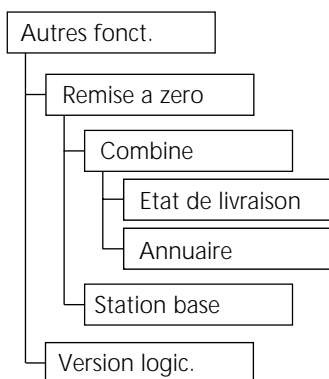 Autres fonct.
Remise a zero
Combine
Etat de livraison
Annuaire
Station base
Version logic.